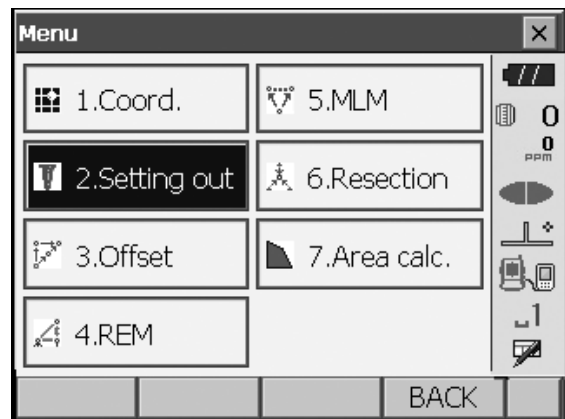 Menu
1.Coord.
2.Setting out
3.Offset
4.REM
5.MLM
6.Resection
7.Area calc.
0
0
PPM
1
BACK